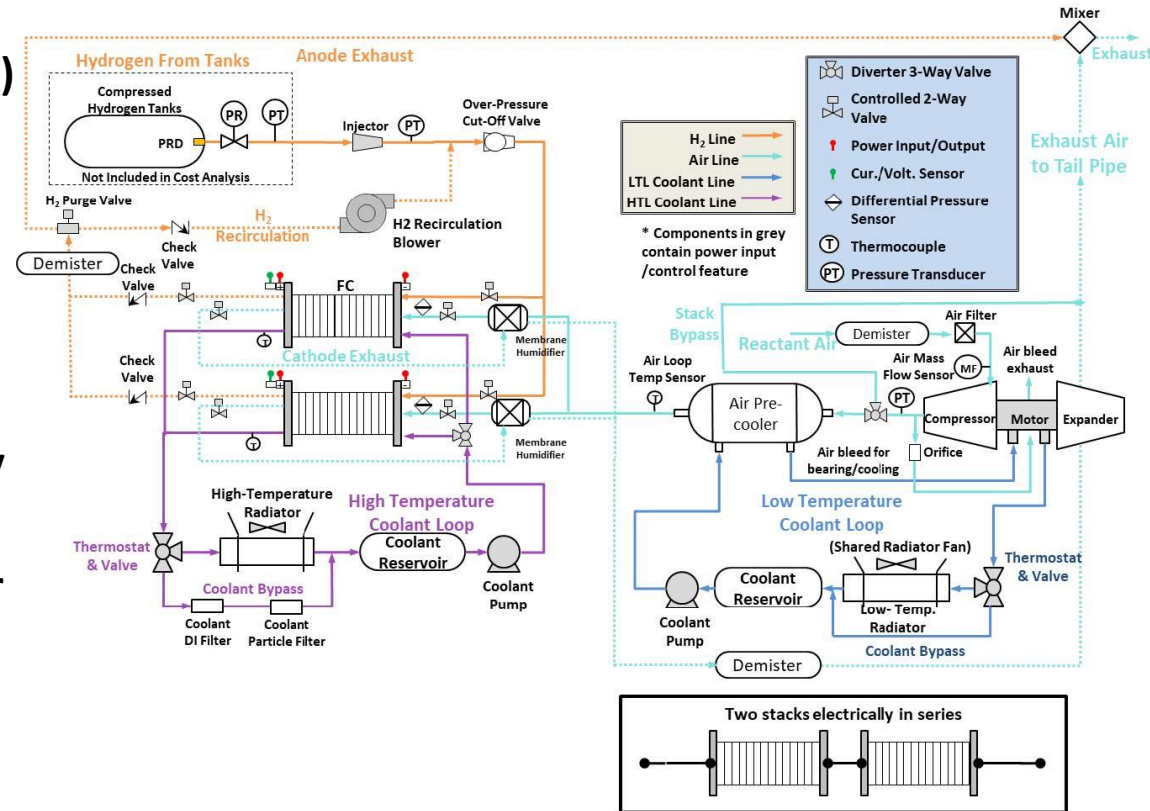 Mixer
Exhaust
Hydrogen From Tanks
Anode Exhaust
)
Compressed
Hydrogen Tanks
PR
PT
PRD
Not Included in Cost Analysis
Injector
PT
Over-Pressure
Cut-Off Valve
H2 Line
Air Line
LTL Coolant Line
HTL Coolant Line
* Components in grey
contain power input
/control feature
Diverter 3-Way Valve
Controlled 2-Way
Valve
Power Input/Output
Cur./Volt. Sensor
Differential Pressure
Sensor
T
Thermocouple
PT
Pressure Transducer
Exhaust Air
to Tail Pipe
H2 Purge Valve
Check
Valve
H2
Recirculation
H2 Recirculation
Blower
Demister
Check
Valve
FC
T
Cathode Exhaust
Membrane
Humidifier
Check
Valve
T
Membrane
Humidifier
Stack
Bypass
Reactant Air
Demister
Air Filter
Air Loop
Temp Sensor
T
Air Mass
Flow Sensor
MF
PT
Air bleed
exhaust
Air Pre-
cooler
Compressor
Motor
Expander
Orifice
Air bleed for
bearing/cooling
High-Temperature
Radiator
High Temperature
Coolant Loop
Thermostat
& Valve
Coolant
Reservoir
Coolant
Pump
Coolant Bypass
Coolant
DI Filter
Coolant
Particle Filter
Low Temperature
Coolant Loop
(Shared Radiator Fan)
Thermostat
& Valve
Coolant
Reservoir
Coolant
Pump
Low- Temp.
Radiator
Coolant Bypass
Demister
Two stacks electrically in series